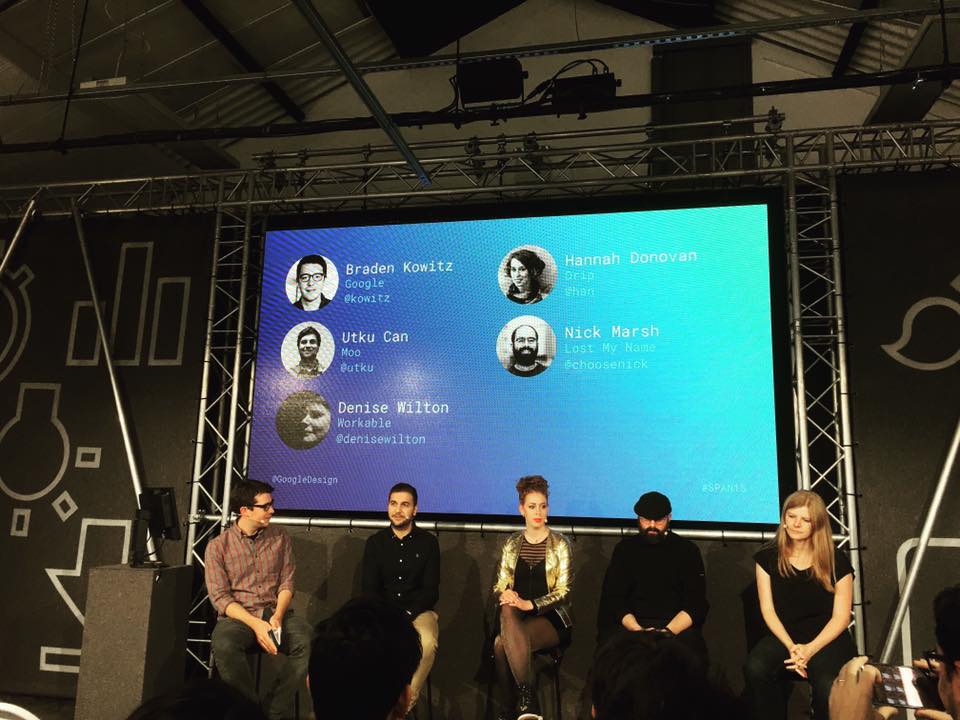 Braden Kowitz
Google
@kowitz
Utku Can
Moo
@utku
Denise Wilton
Workable
@denisewilton
Hannah Donovan
Drip
@han
Nick Marsh
Lost My Name
@choosenick
#GoogleDesign
#SPAN15